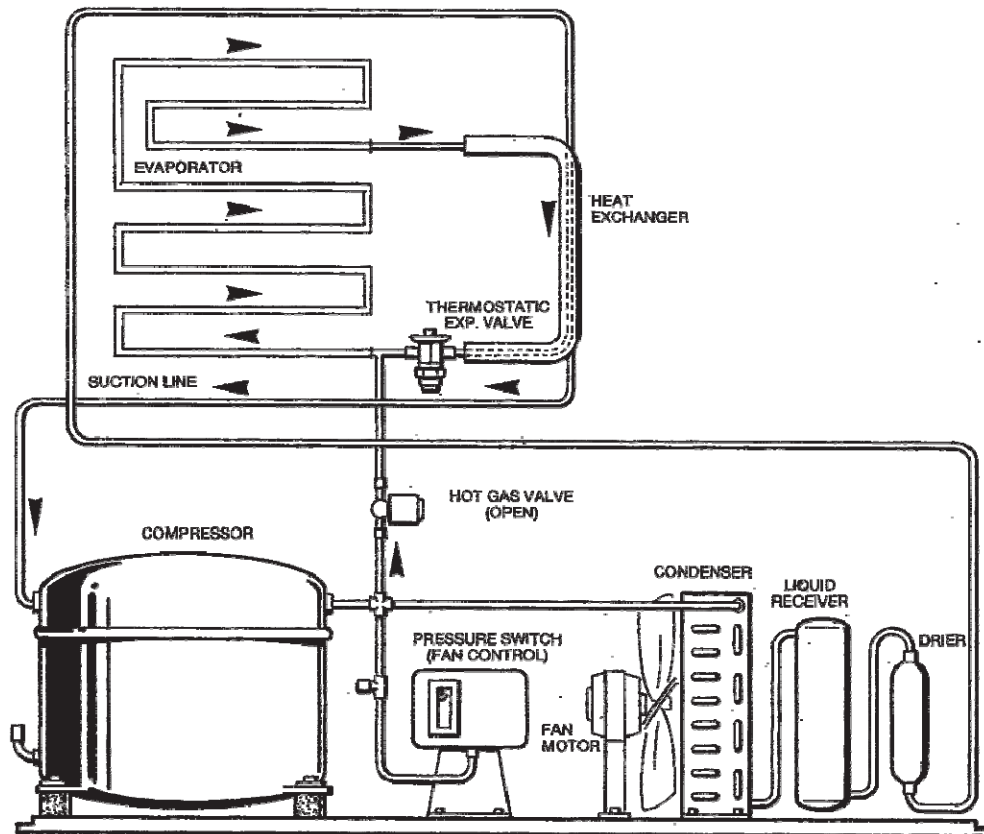 EVAPORATOR
HEAT
EXCHANGER
THERMOSTATIC
EXP. VALVE
SUCTION LINE
HOT GAS VALVE
(OPEN)
COMPRESSOR
CONDENSER
LIQUID
RECEIVER
DRIER
PRESSURE SWITCH
(FAN CONTROL)
FAN
MOTOR